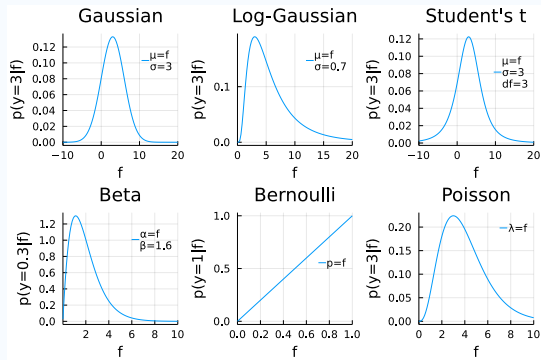 Gaussian
p(y=3|f)
0.12
0.10
0.08
0.06
0.04
0.02
0.00
μ=f
σ=3
-10 0 10 20
f
Log-Gaussian
p(y=3|f)
0.1
0.0
μ=f
σ=0.7
0 5 10 15 20
f
Student's t
p(y=3|f)
0.12
0.10
0.08
0.06
0.04
0.02
0.00
μ=f
σ=3
df=3
-10 0 10 20
f
Beta
p(y=0.3|f)
1.2
1.0
0.8
0.6
0.4
0.2
0.0
α=f
β=1.6
2 4 6 8 10
f
Bernoulli
p(y=1|f)
1.0
0.5
0.0
p=f
0.0 0.2 0.4 0.6 0.8 1.0
f
Poisson
p(y=3|f)
0.20
0.15
0.10
0.05
0.00
λ=f
0 2 4 6 8 10
f